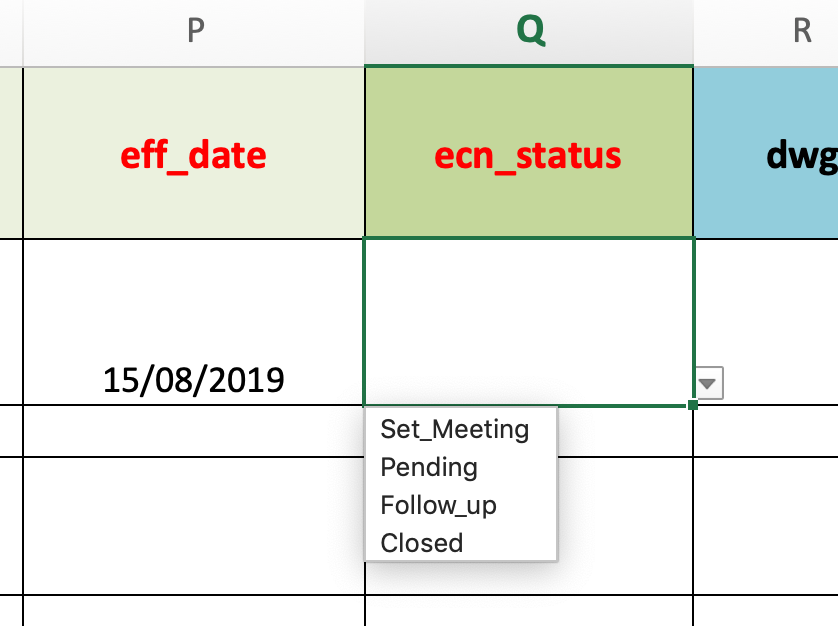 P Q R
eff_date ecn_status dwg
15/08/2019
Set_Meeting
Pending
Follow_up
Closed